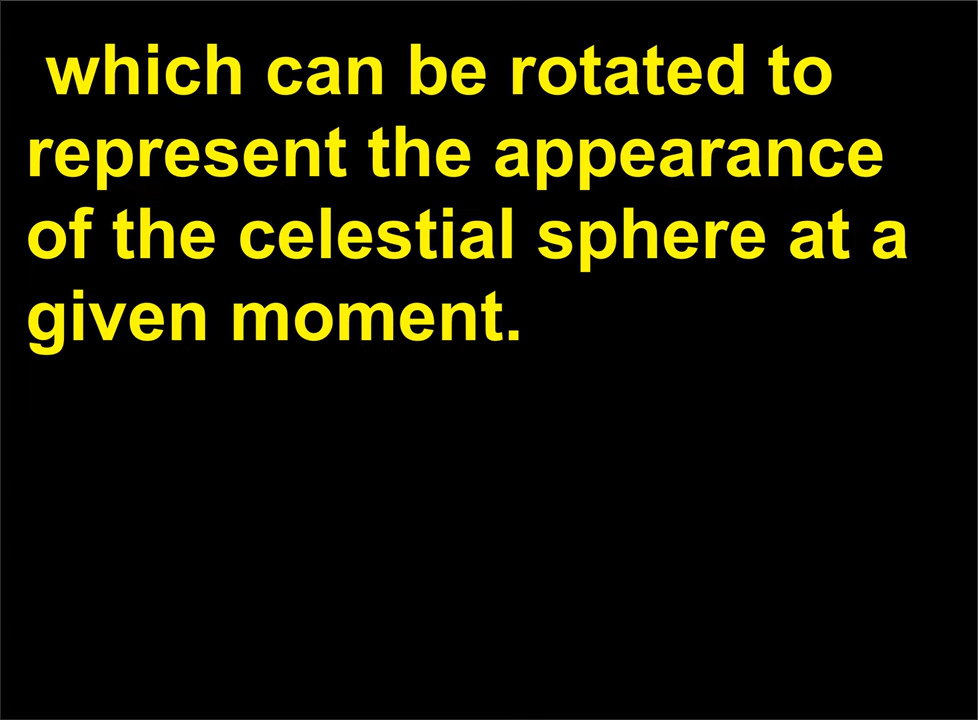 which can be rotated to
represent the appearance
of the celestial sphere at a
given moment.